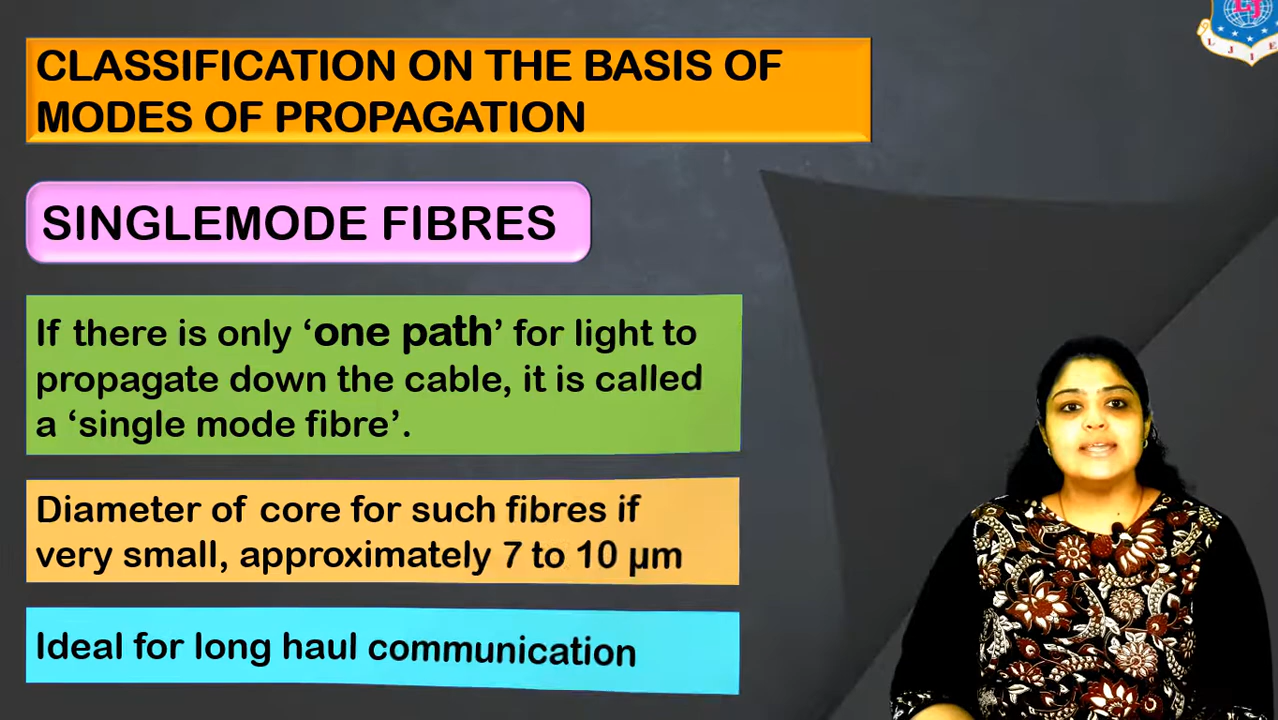 CLASSIFICATION ON THE BASIS OF
MODES OF PROPAGATION
SINGLEMODE FIBRES
If there is only ‘one path’ for light to
propagate down the cable, it is called
a ‘single mode fibre’.
Diameter of core for such fibres if
very small, approximately 7 to 10 μm
Ideal for long haul communication
LJ
L J I E